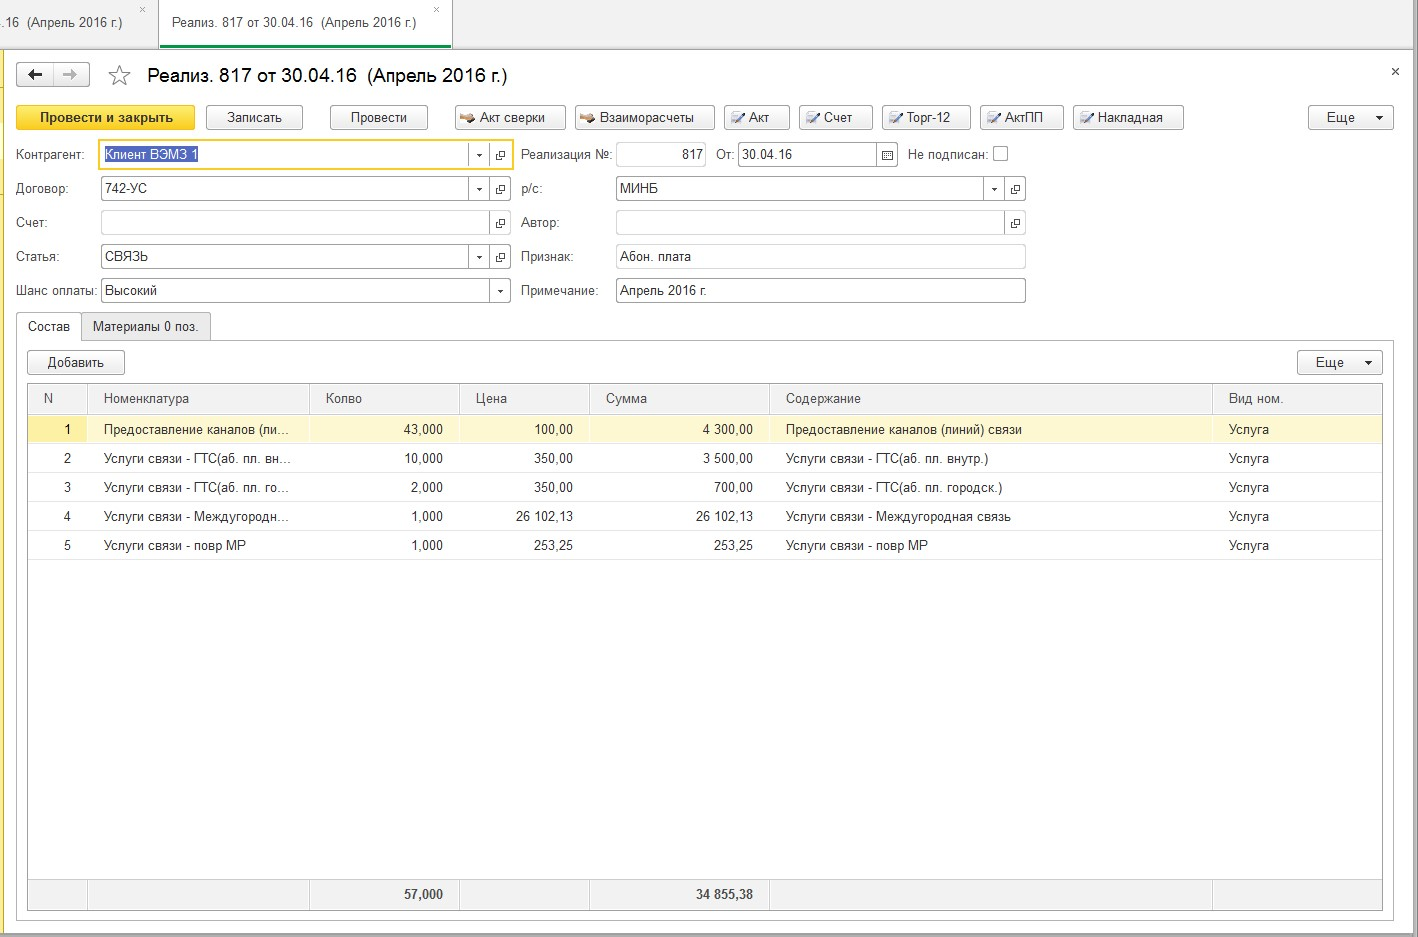 .16 (Апрель 2016 г.)
Реализ. 817 от 30.04.16 (Апрель 2016 г.)
Реализ. 817 от 30.04.16 (Апрель 2016 г.)
Провести и закрыть Записать Провести Акт сверки Взаиморасчеты Акт Счет Торг-12 АктПП Накладная Еще
Контрагент: Клиент ВЭМЗ 1 Реализация №: 817 От: 30.04.16 Не подписан:
Договор: 742-УС р/с: МИНБ
Счет: Автор:
Статья: СВЯЗЬ Признак: Абон. плата
Шанс оплаты: Высокий Примечание: Апрель 2016 г.
Состав Материалы 0 поз.
Добавить Еще
N Номенклатура Колво Цена Сумма Содержание Вид ном.
1 Предоставление каналов (ли... 43,000 100,00 4 300,00 Предоставление каналов (линий) связи Услуга
2 Услуги связи - ГТС(аб. пл. вн... 10,000 350,00 3 500,00 Услуги связи - ГТС(аб. пл. внутр.) Услуга
3 Услуги связи - ГТС(аб. пл. го... 2,000 350,00 700,00 Услуги связи - ГТС(аб. пл. городск.) Услуга
4 Услуги связи - Междугородн... 1,000 26 102,13 26 102,13 Услуги связи - Междугородная связь Услуга
5 Услуги связи - повр МР 1,000 253,25 253,25 Услуги связи - повр МР Услуга
57,000 34 855,38